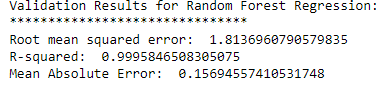 Validation Results for Random Forest Regression:
*******************************
Root mean squared error:  1.8136960790579835
R-squared:  0.9995846508305075
Mean Absolute Error:  0.15694557410531748